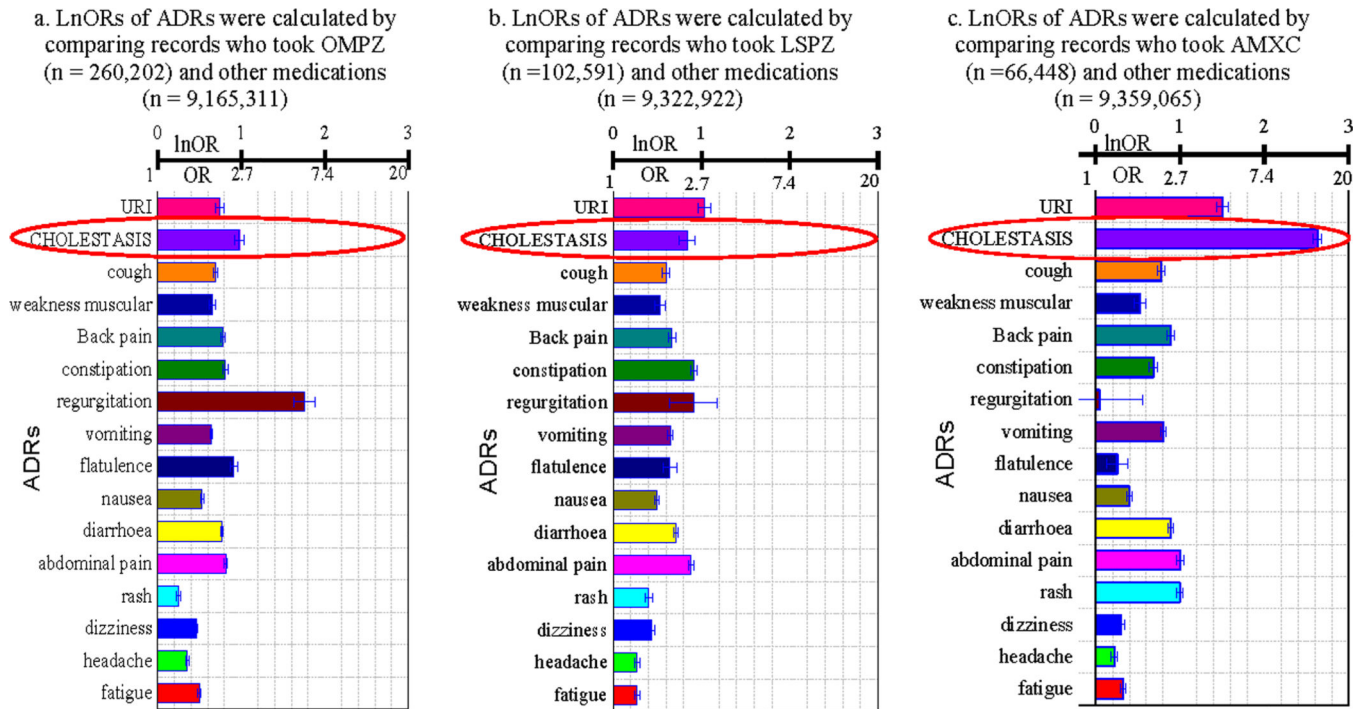 a. LnORs of ADRs were calculated by
comparing records who took OMPZ
(n = 260,202) and other medications
(n = 9,165,311)
0 1 2 3
lnOR
OR
1 2.7 7.4 20
URI
CHOLESTASIS
cough
weakness muscular
Back pain
constipation
regurgitation
vomiting
flatulence
nausea
diarrhoea
abdominal pain
rash
dizziness
headache
fatigue
ADRs
b. LnORs of ADRs were calculated by
comparing records who took LSPZ
(n =102,591) and other medications
(n = 9,322,922)
0 1 2 3
lnOR
OR
1 2.7 7.4 20
URI
CHOLESTASIS
cough
weakness muscular
Back pain
constipation
regurgitation
vomiting
flatulence
nausea
diarrhoea
abdominal pain
rash
dizziness
headache
fatigue
ADRs
c. LnORs of ADRs were calculated by
comparing records who took AMXC
(n =66,448) and other medications
(n = 9,359,065)
0 1 2 3
lnOR
OR
1 2.7 7.4 20
URI
CHOLESTASIS
cough
weakness muscular
Back pain
constipation
regurgitation
vomiting
flatulence
nausea
diarrhoea
abdominal pain
rash
dizziness
headache
fatigue
ADRs